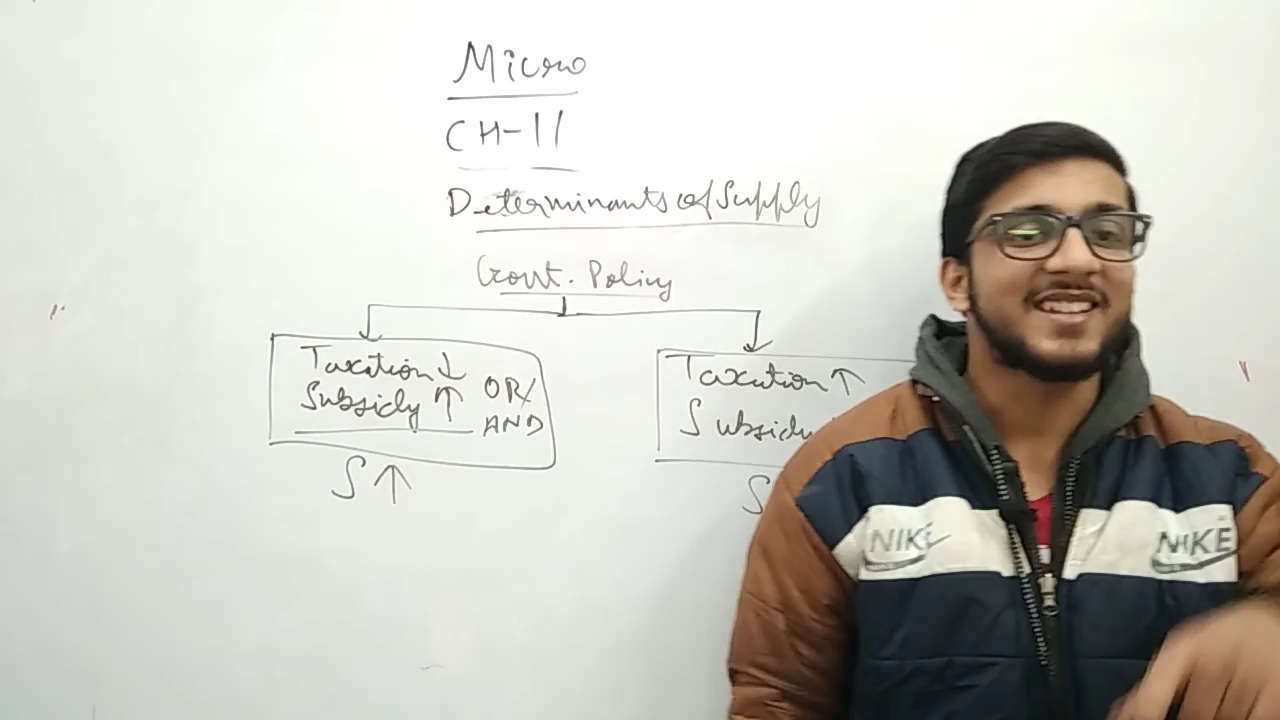 Micro
CH-11
Determinants of Supply
Govt. Policy
Taxation ↓
Subsidy ↑
OR/
AND
S ↑
Taxation ↑
S
NIKE
NIKE